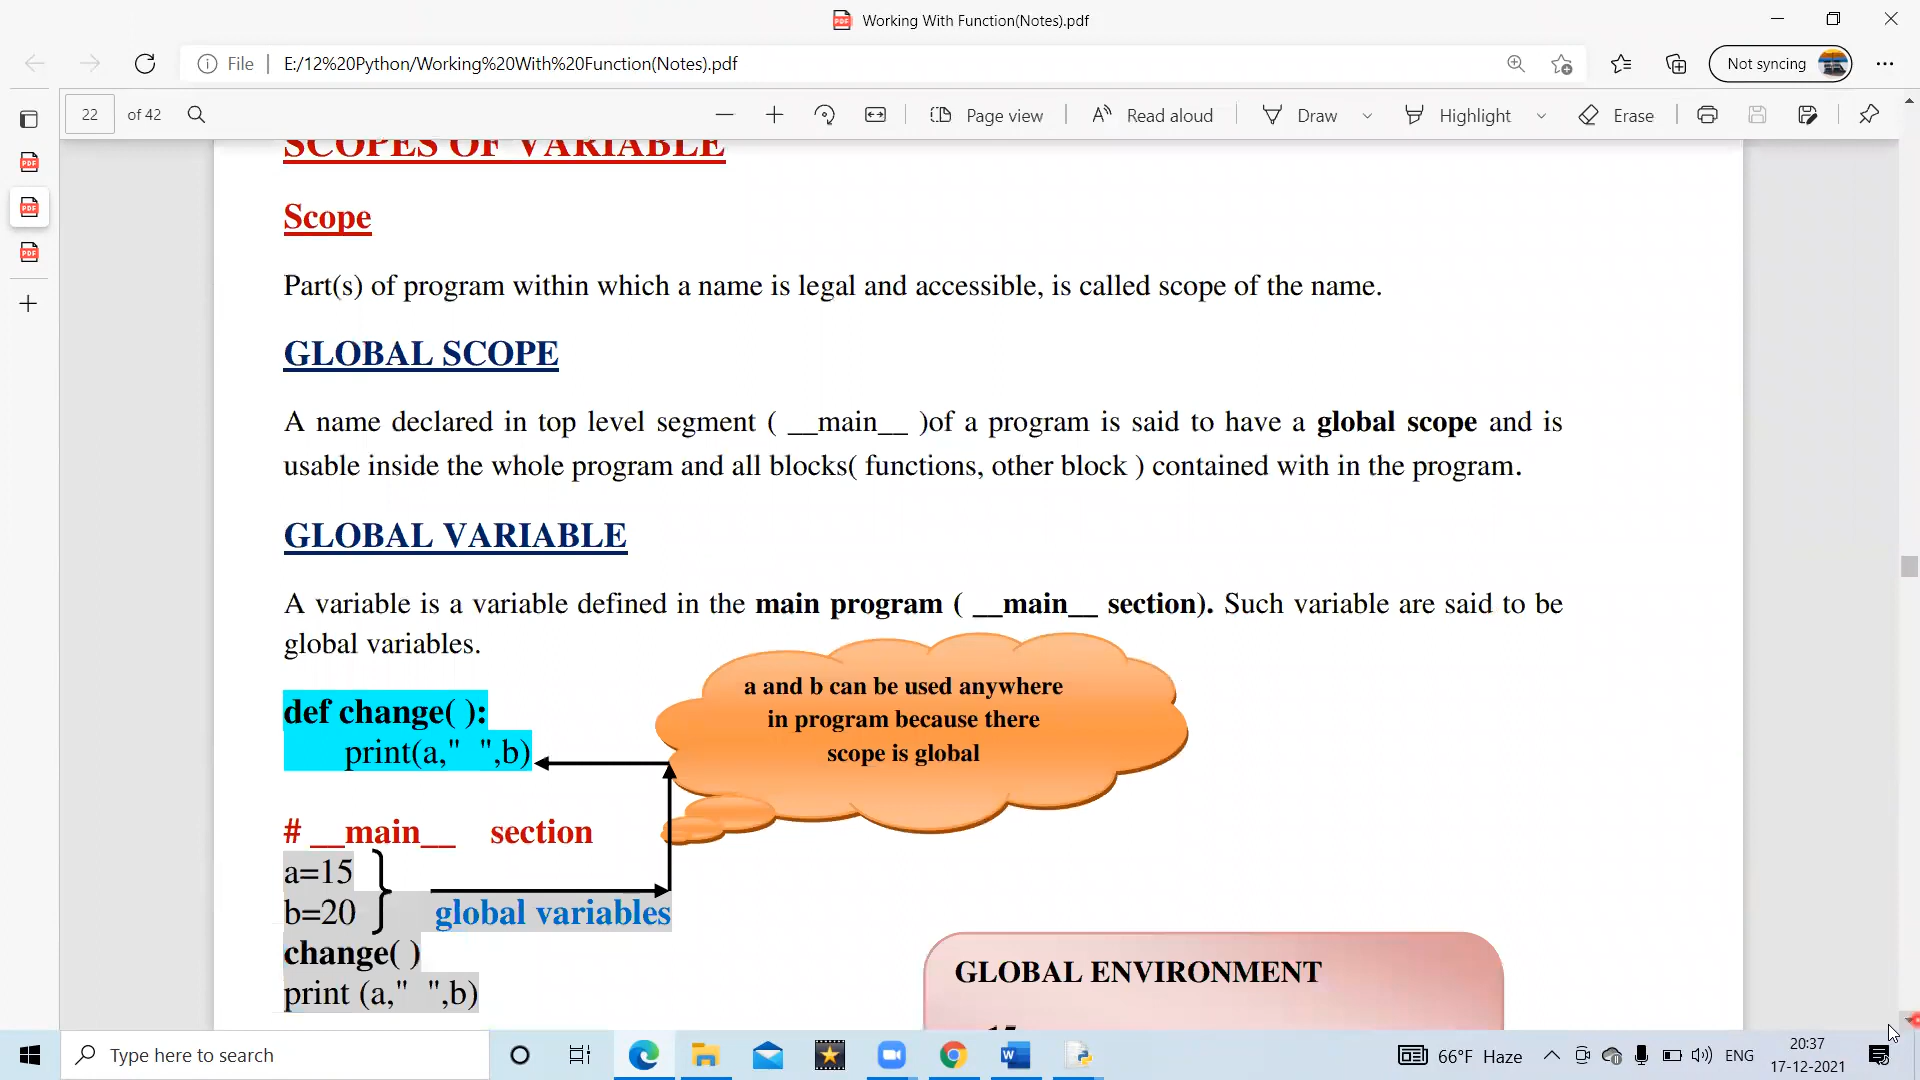 Working With Function(Notes).pdf
File | E:/12%20Python/Working%20With%20Function(Notes).pdf
Not syncing
22 of 42
Page view
Read aloud
Draw
Highlight
Erase
SCOPES OF VARIABLE
Scope
Part(s) of program within which a name is legal and accessible, is called scope of the name.
GLOBAL SCOPE
A name declared in top level segment ( __main__ )of a program is said to have a global scope and is
usable inside the whole program and all blocks( functions, other block ) contained with in the program.
GLOBAL VARIABLE
A variable is a variable defined in the main program ( __main__ section). Such variable are said to be
global variables.
a and b can be used anywhere
in program because there
scope is global
def change( ):
print(a,"  ",b)
# __main__ section
a=15
b=20 global variables
change( )
print (a,"  ",b)
GLOBAL ENVIRONMENT
Type here to search
66°F Haze
ENG
20:37
17-12-2021